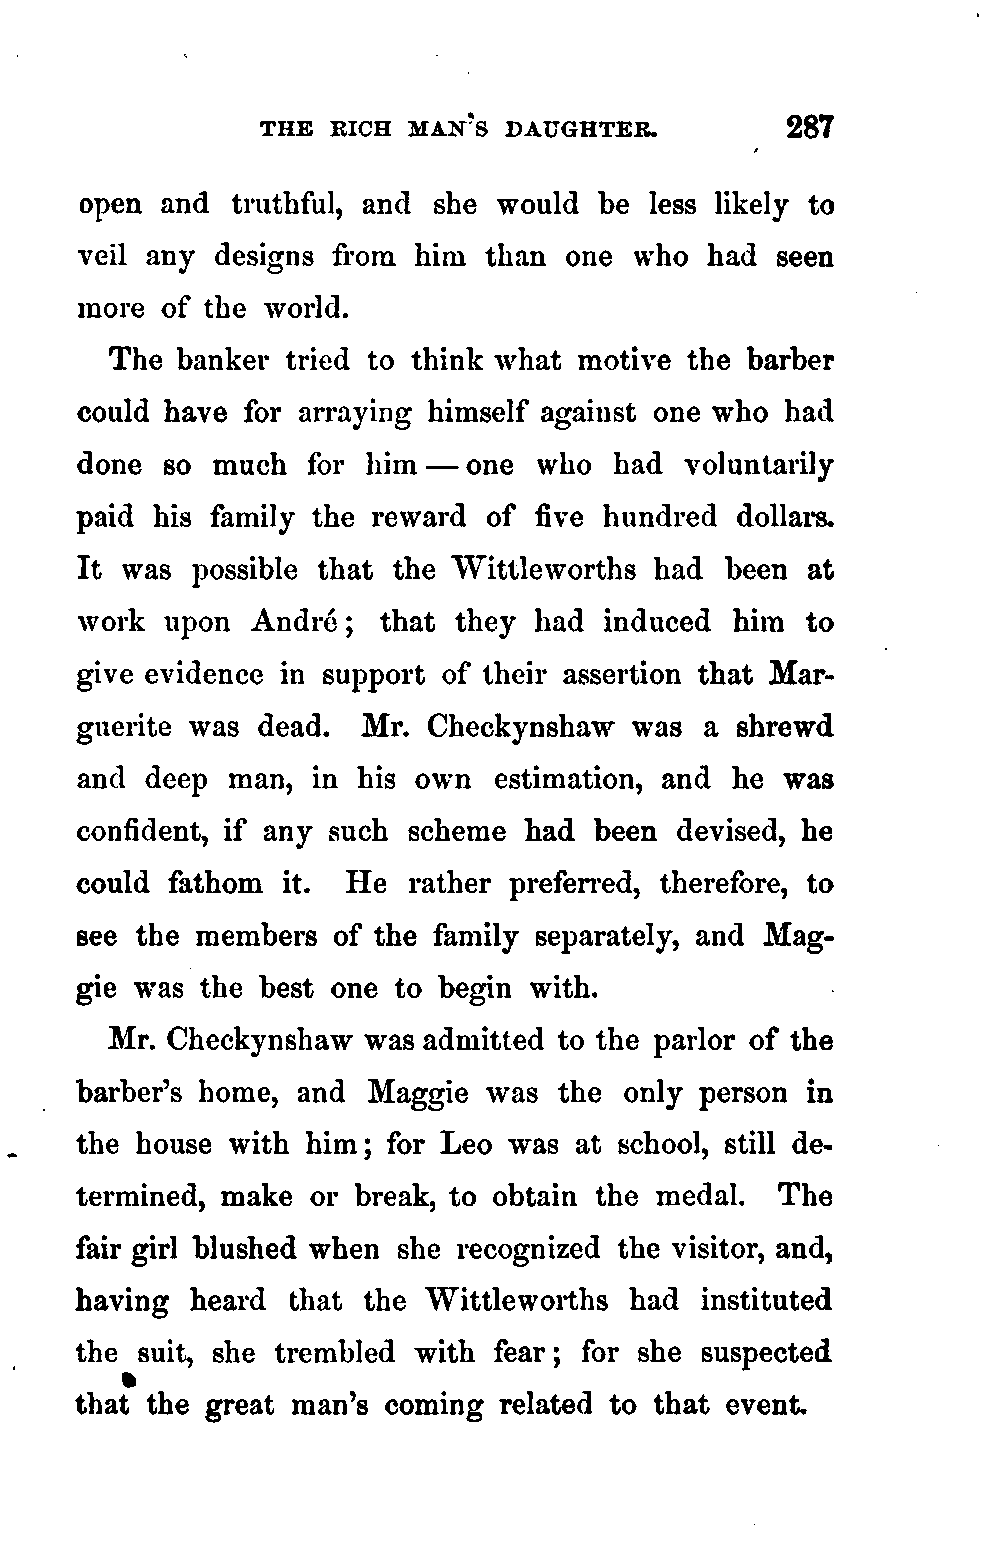 THE RICH MAN'S DAUGHTER. 287
open and truthful, and she would be less likely to
veil any designs from him than one who had seen
more of the world.
The banker tried to think what motive the barber
could have for arraying himself against one who had
done so much for him — one who had voluntarily
paid his family the reward of five hundred dollars.
It was possible that the Wittleworths had been at
work upon André; that they had induced him to
give evidence in support of their assertion that Mar-
guerite was dead. Mr. Checkynshaw was a shrewd
and deep man, in his own estimation, and he was
confident, if any such scheme had been devised, he
could fathom it. He rather preferred, therefore, to
see the members of the family separately, and Mag-
gie was the best one to begin with.
Mr. Checkynshaw was admitted to the parlor of the
barber's home, and Maggie was the only person in
the house with him; for Leo was at school, still de-
termined, make or break, to obtain the medal. The
fair girl blushed when she recognized the visitor, and,
having heard that the Wittleworths had instituted
the suit, she trembled with fear; for she suspected
that the great man's coming related to that event.